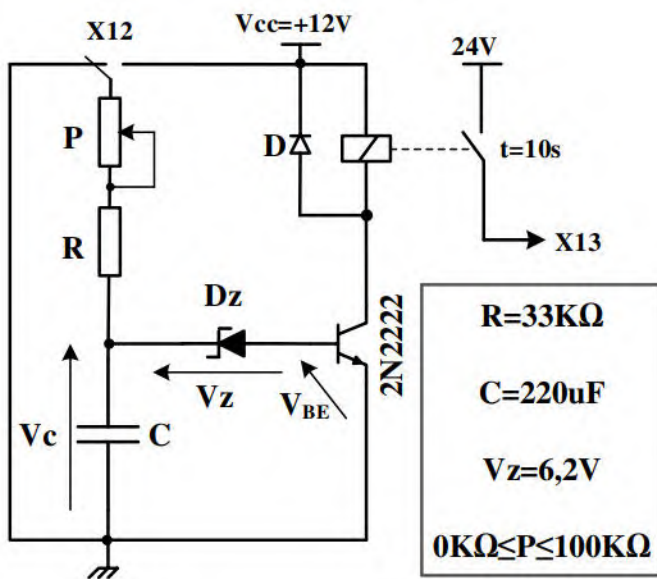 X12
Vcc=+12V
24V
P
D
t=10s
X13
R
Dz
2N2222
Vz
VBE
Vc
C
R=33KΩ
C=220uF
Vz=6,2V
0KΩ≤P≤100KΩ